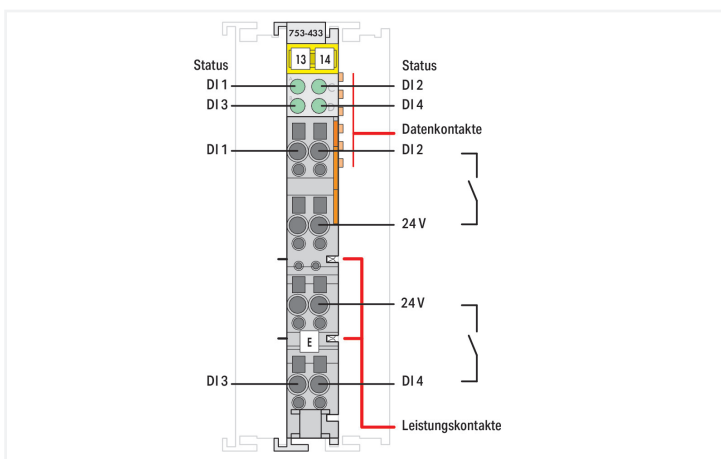 753-433
13 14
Status
Status
DI 1
DI 2
DI 3
DI 4
Datenkontakte
DI 1
DI 2
24 V
24 V
E
DI 3
DI 4
Leistungskontakte